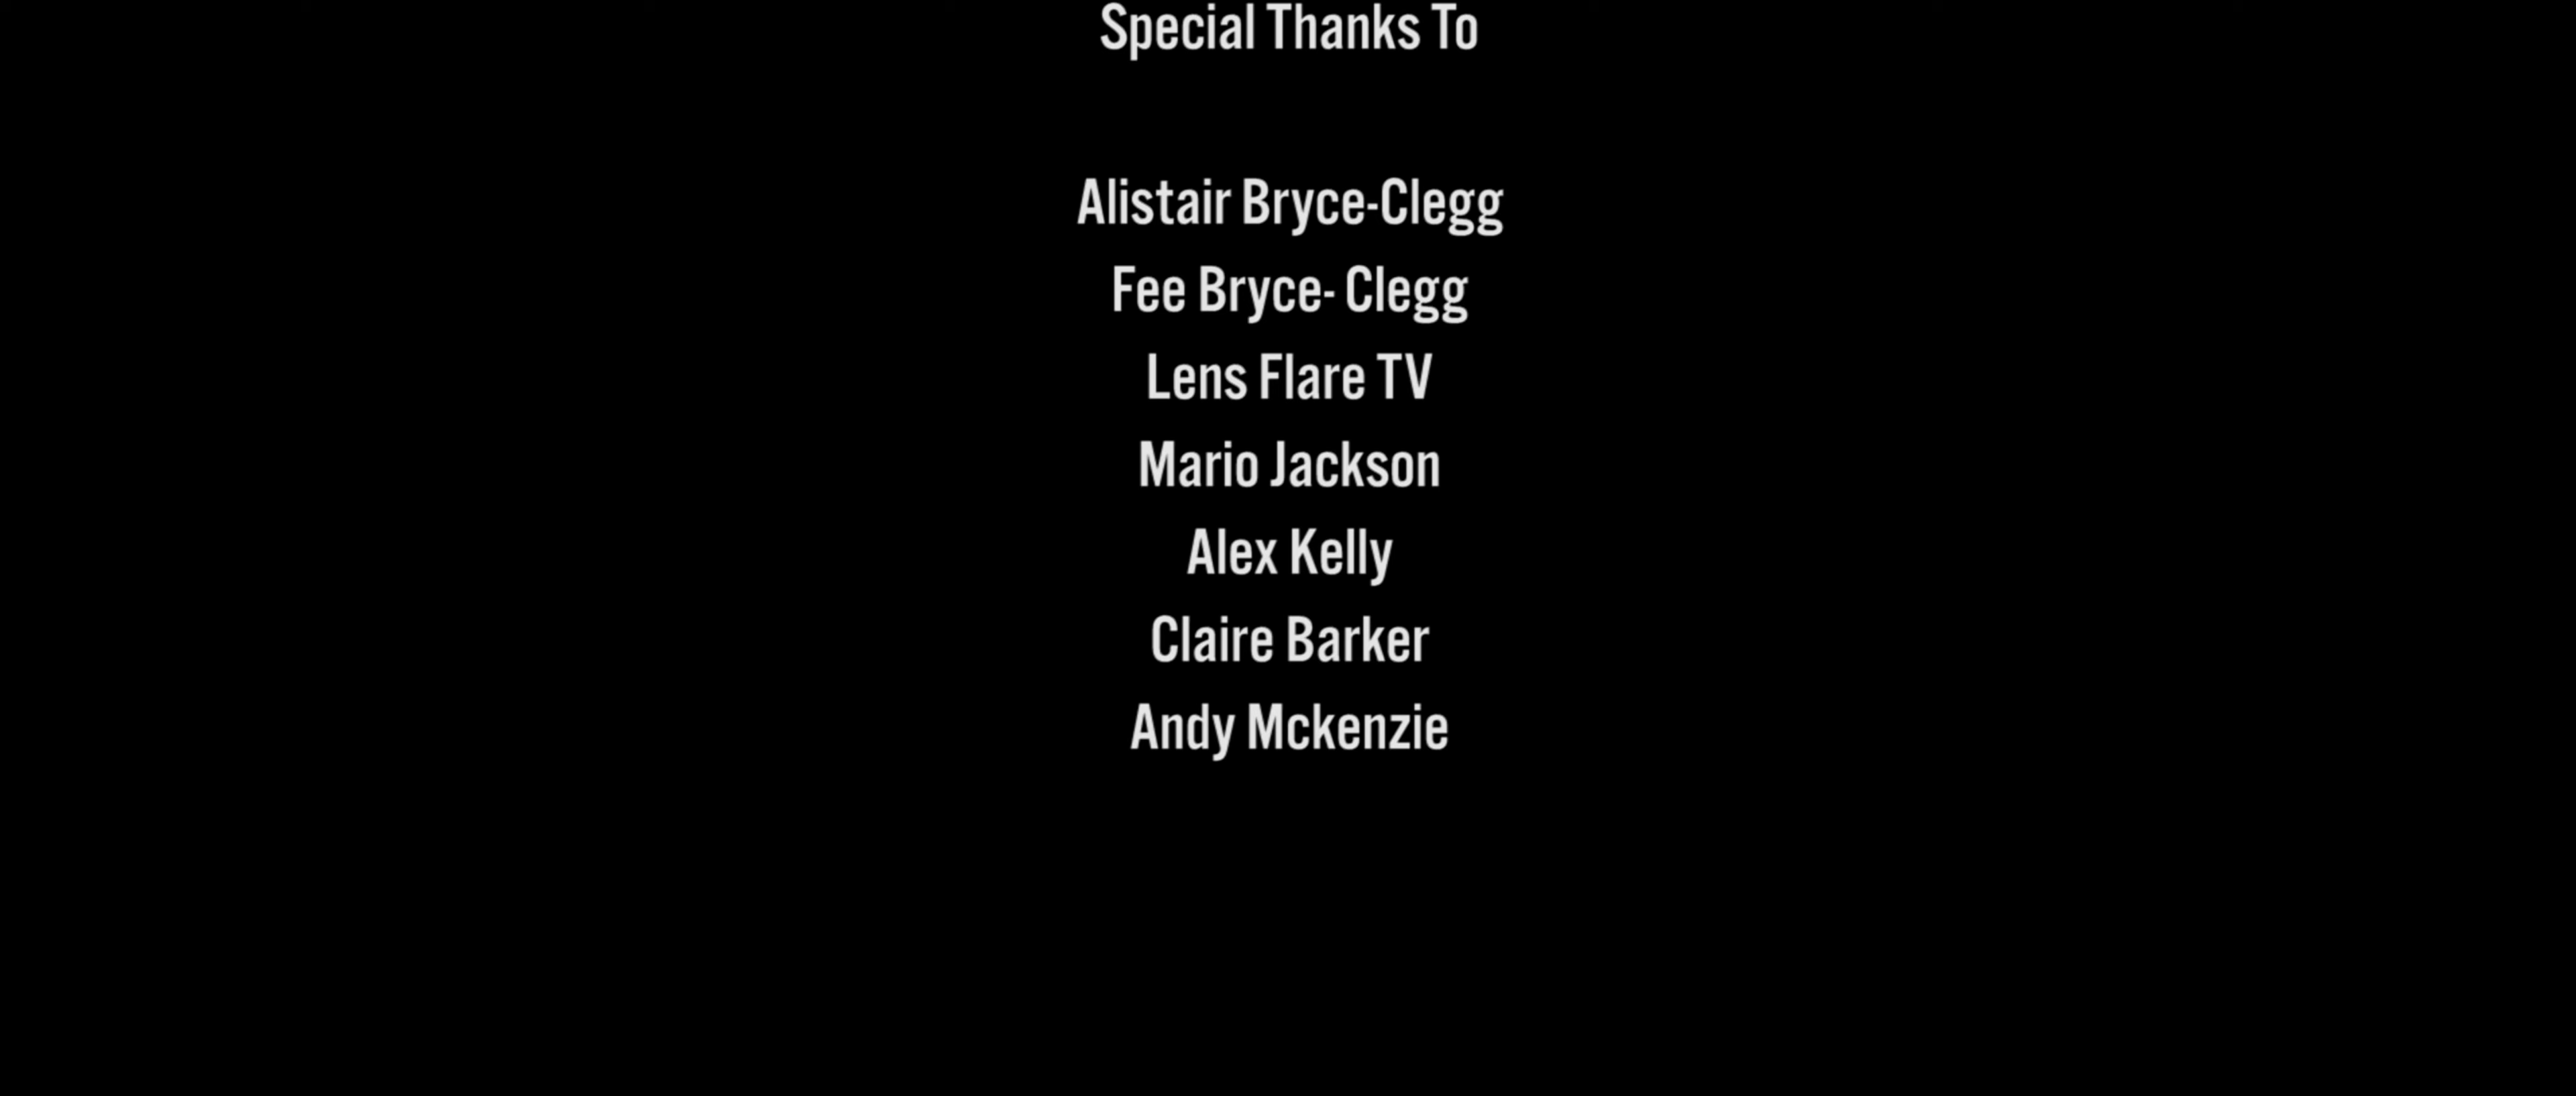 Special Thanks To
Alistair Bryce-Clegg
Fee Bryce- Clegg
Lens Flare TV
Mario Jackson
Alex Kelly
Claire Barker
Andy Mckenzie